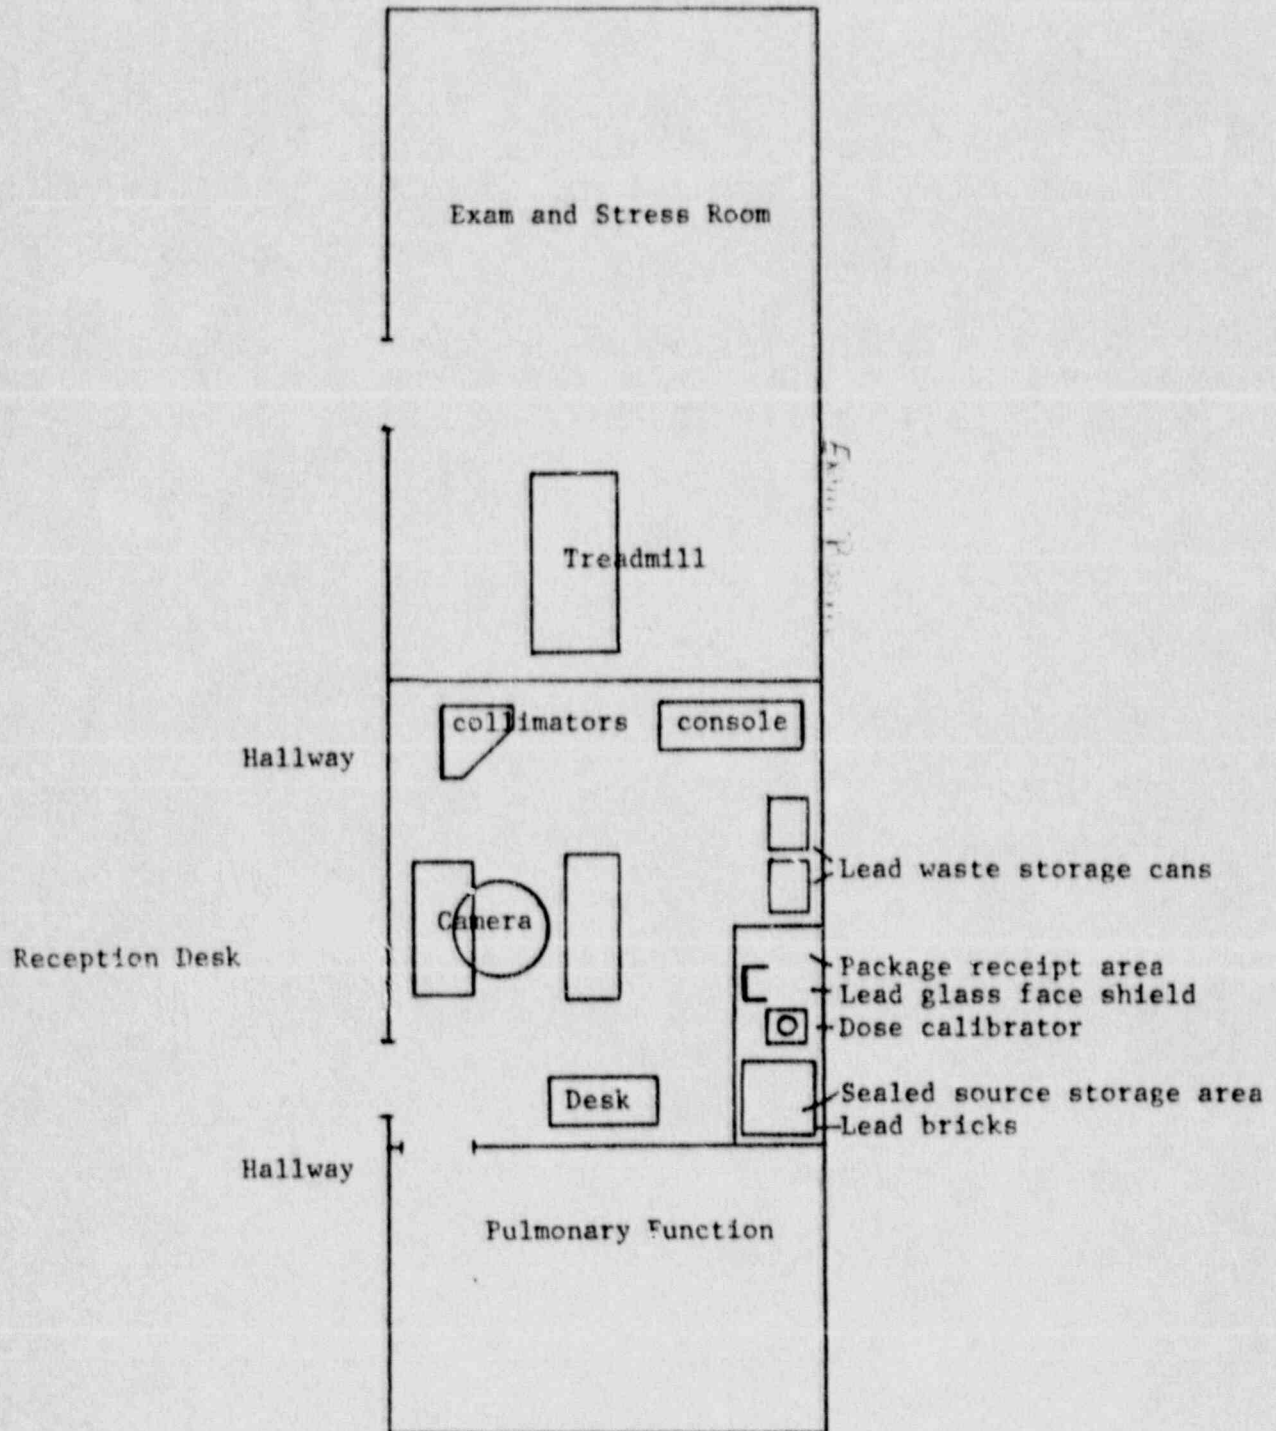 Exam and Stress Room
Exam
Treadmill
collimators
console
Hallway
Lead waste storage cans
Camera
Reception Desk
Package receipt area
Lead glass face shield
Dose calibrator
Desk
Sealed source storage area
Lead bricks
Hallway
Pulmonary Function